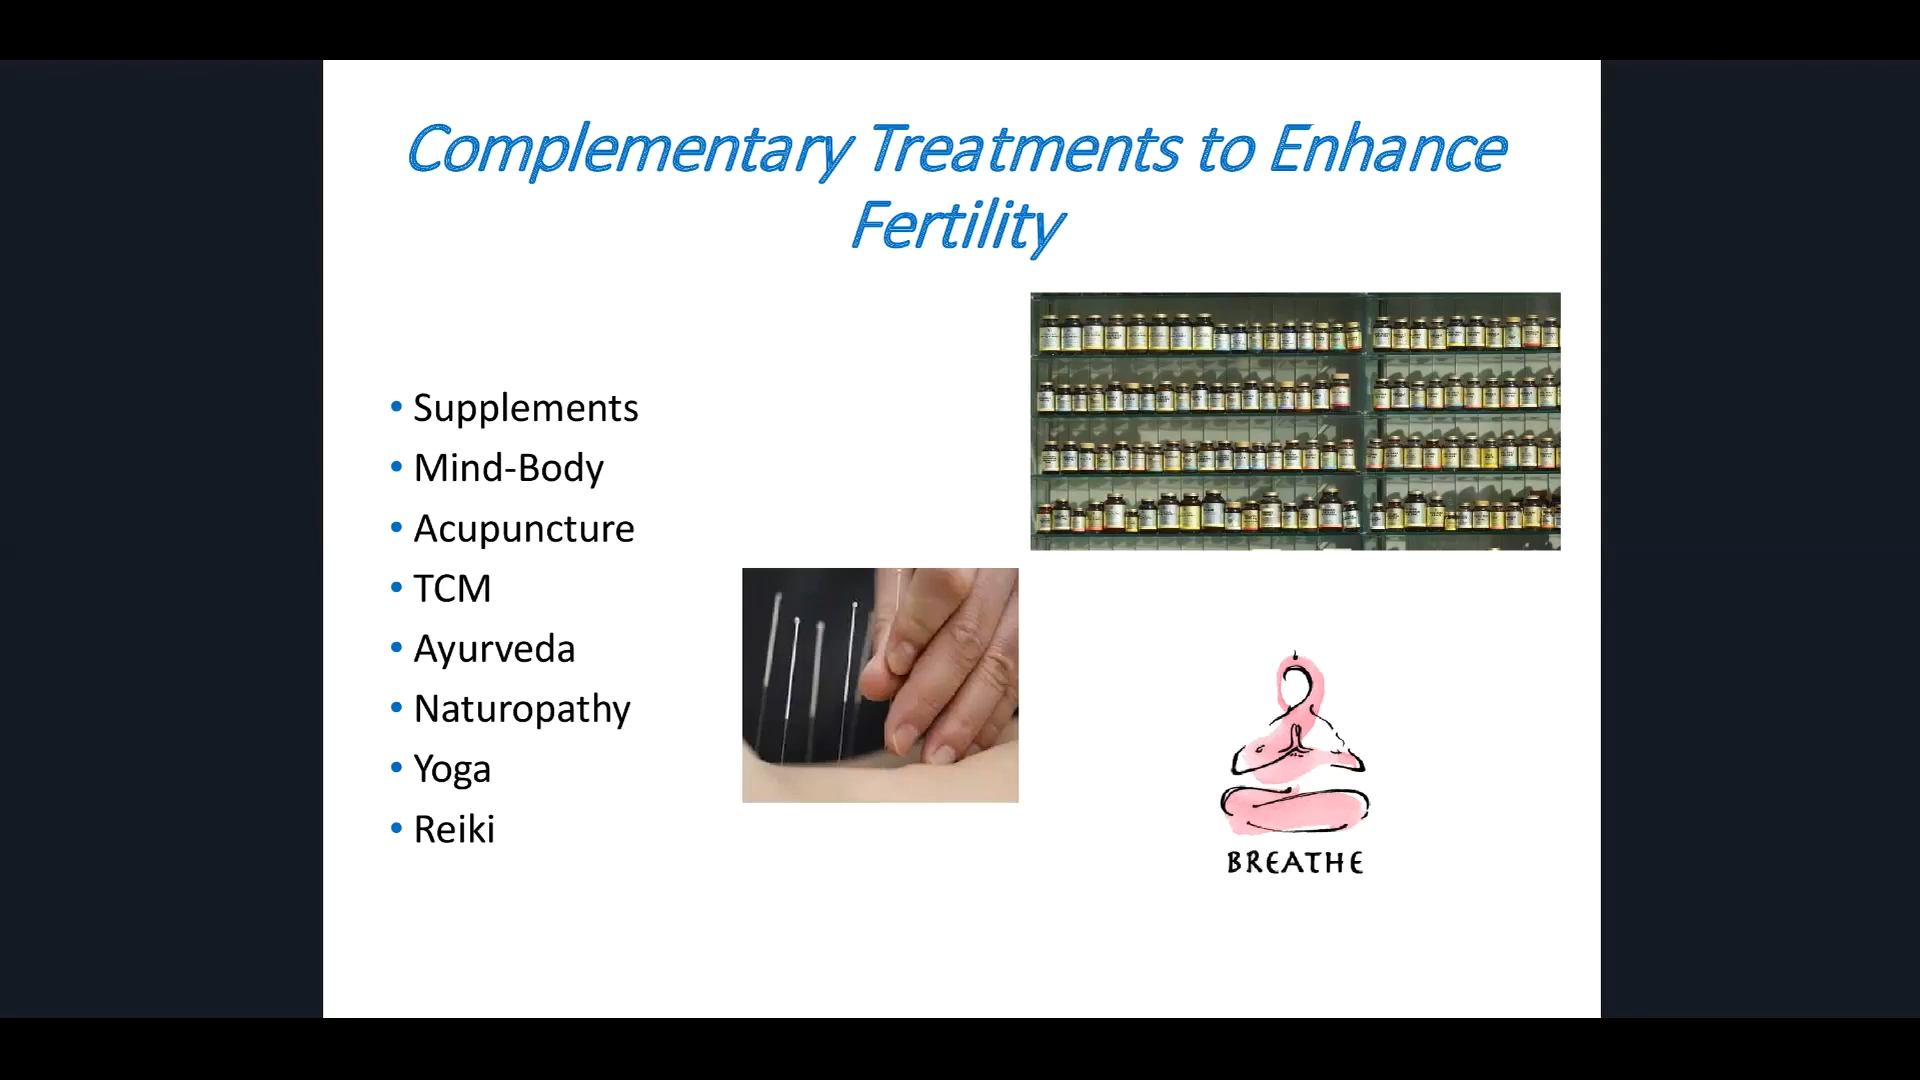 Complementary Treatments to Enhance
Fertility
• Supplements
• Mind-Body
• Acupuncture
• TCM
• Ayurveda
• Naturopathy
• Yoga
• Reiki
BREATHE